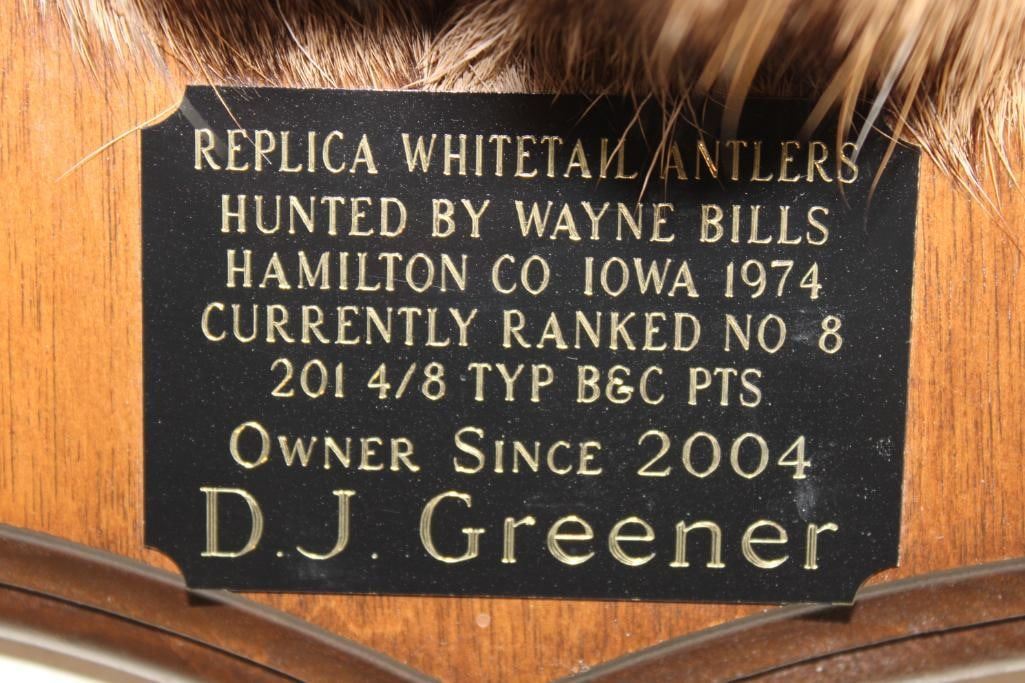 REPLICA WHITETAIL ANTLERS
HUNTED BY WAYNE BILLS
HAMILTON CO IOWA 1974
CURRENTLY RANKED NO 8
201 4/8 TYP B&C PTS
OWNER SINCE 2004
D.J. Greener